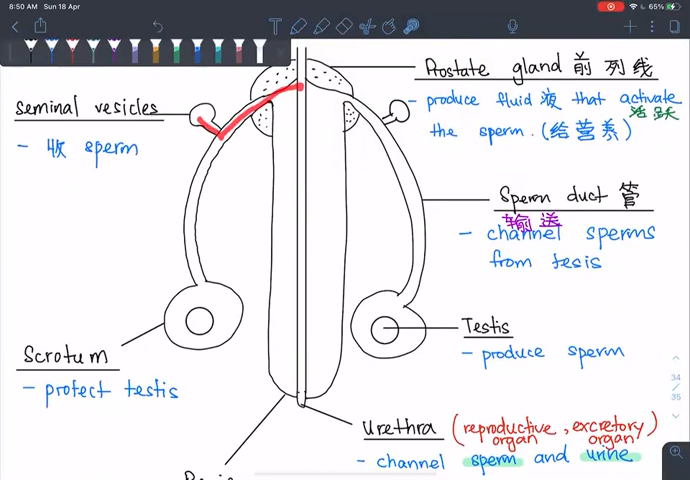 8:50 AM Sun 18 Apr
65%
Prostate gland 前列线
- produce fluid 液 that activate
活跃
the sperm. (给营养)
seminal vesicles
- 收 sperm
Sperm duct 管
输送
- channel sperms
from tesis
Testis
- produce sperm
Scrotum
- protect testis
34
/
35
Urethra (reproductive organ, excretory organ)
- channel sperm and urine